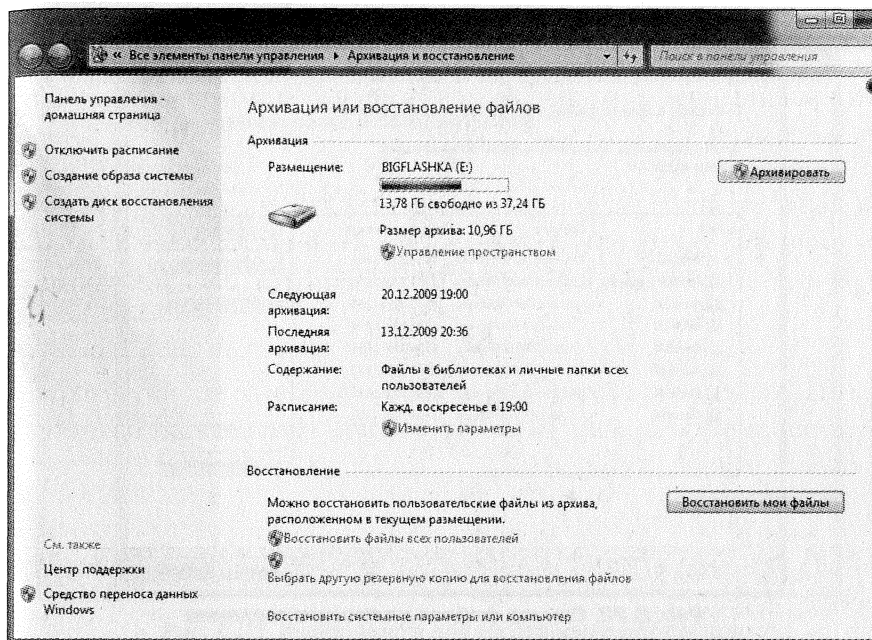 « Все элементы панели управления ▸ Архивация и восстановление
Поиск в панели управления
Панель управления -
домашняя страница
Отключить расписание
Создание образа системы
Создать диск восстановления
системы
См. также
Центр поддержки
Средство переноса данных
Windows
Архивация или восстановление файлов
Архивация
Размещение:
BIGFLASHKA (E:)
Архивировать
13,78 ГБ свободно из 37,24 ГБ
Размер архива: 10,96 ГБ
Управление пространством
Следующая
архивация:
20.12.2009 19:00
Последняя
архивация:
13.12.2009 20:36
Содержание:
Файлы в библиотеках и личные папки всех
пользователей
Расписание:
Кажд. воскресенье в 19:00
Изменить параметры
Восстановление
Можно восстановить пользовательские файлы из архива,
расположенном в текущем размещении.
Восстановить мои файлы
Восстановить файлы всех пользователей
Выбрать другую резервную копию для восстановления файлов
Восстановить системные параметры или компьютер